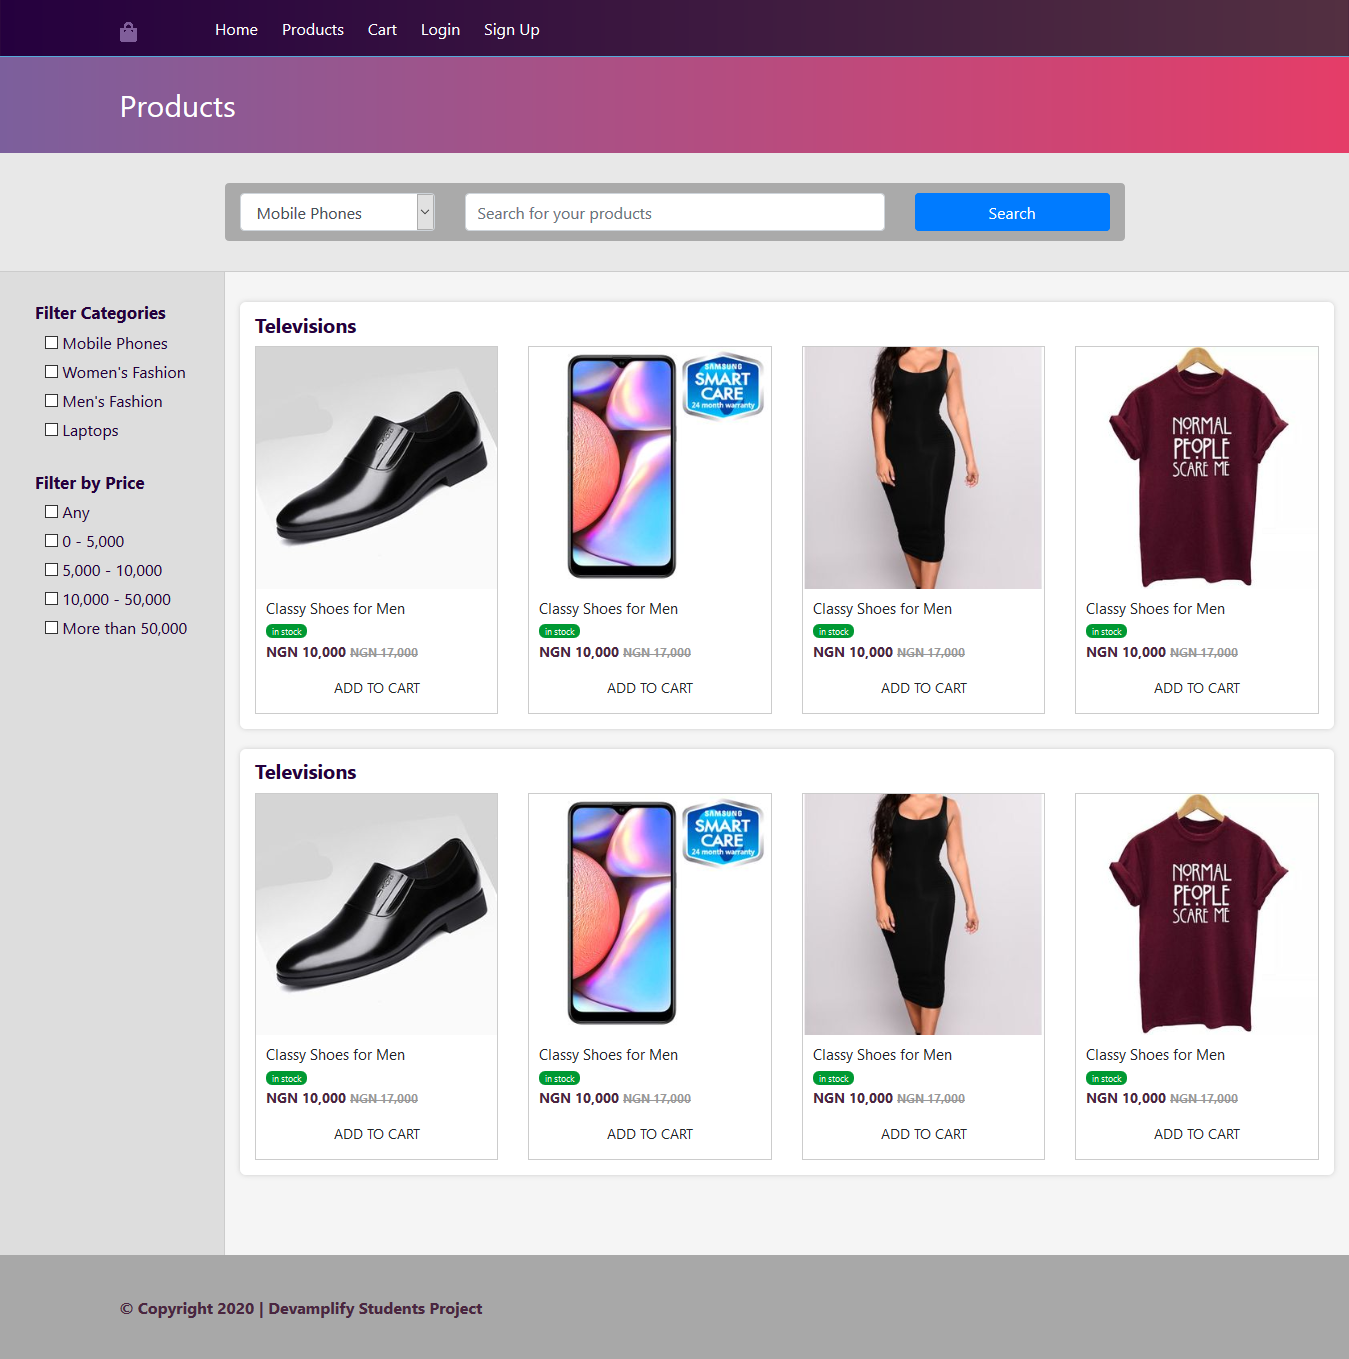 Home Products Cart Login Sign Up
Products
Mobile Phones Search for your products Search
Filter Categories
Mobile Phones
Women's Fashion
Men's Fashion
Laptops
Filter by Price
Any
0 - 5,000
5,000 - 10,000
10,000 - 50,000
More than 50,000
Televisions
SAMSUNG
SMART
CARE
24 month warranty
NORMAL
PEOPLE
SCARE ME
Classy Shoes for Men Classy Shoes for Men Classy Shoes for Men Classy Shoes for Men
in stock in stock in stock in stock
NGN 10,000 NGN 17,000 NGN 10,000 NGN 17,000 NGN 10,000 NGN 17,000 NGN 10,000 NGN 17,000
ADD TO CART ADD TO CART ADD TO CART ADD TO CART
Televisions
SAMSUNG
SMART
CARE
24 month warranty
NORMAL
PEOPLE
SCARE ME
Classy Shoes for Men Classy Shoes for Men Classy Shoes for Men Classy Shoes for Men
in stock in stock in stock in stock
NGN 10,000 NGN 17,000 NGN 10,000 NGN 17,000 NGN 10,000 NGN 17,000 NGN 10,000 NGN 17,000
ADD TO CART ADD TO CART ADD TO CART ADD TO CART
© Copyright 2020 | Devamplify Students Project